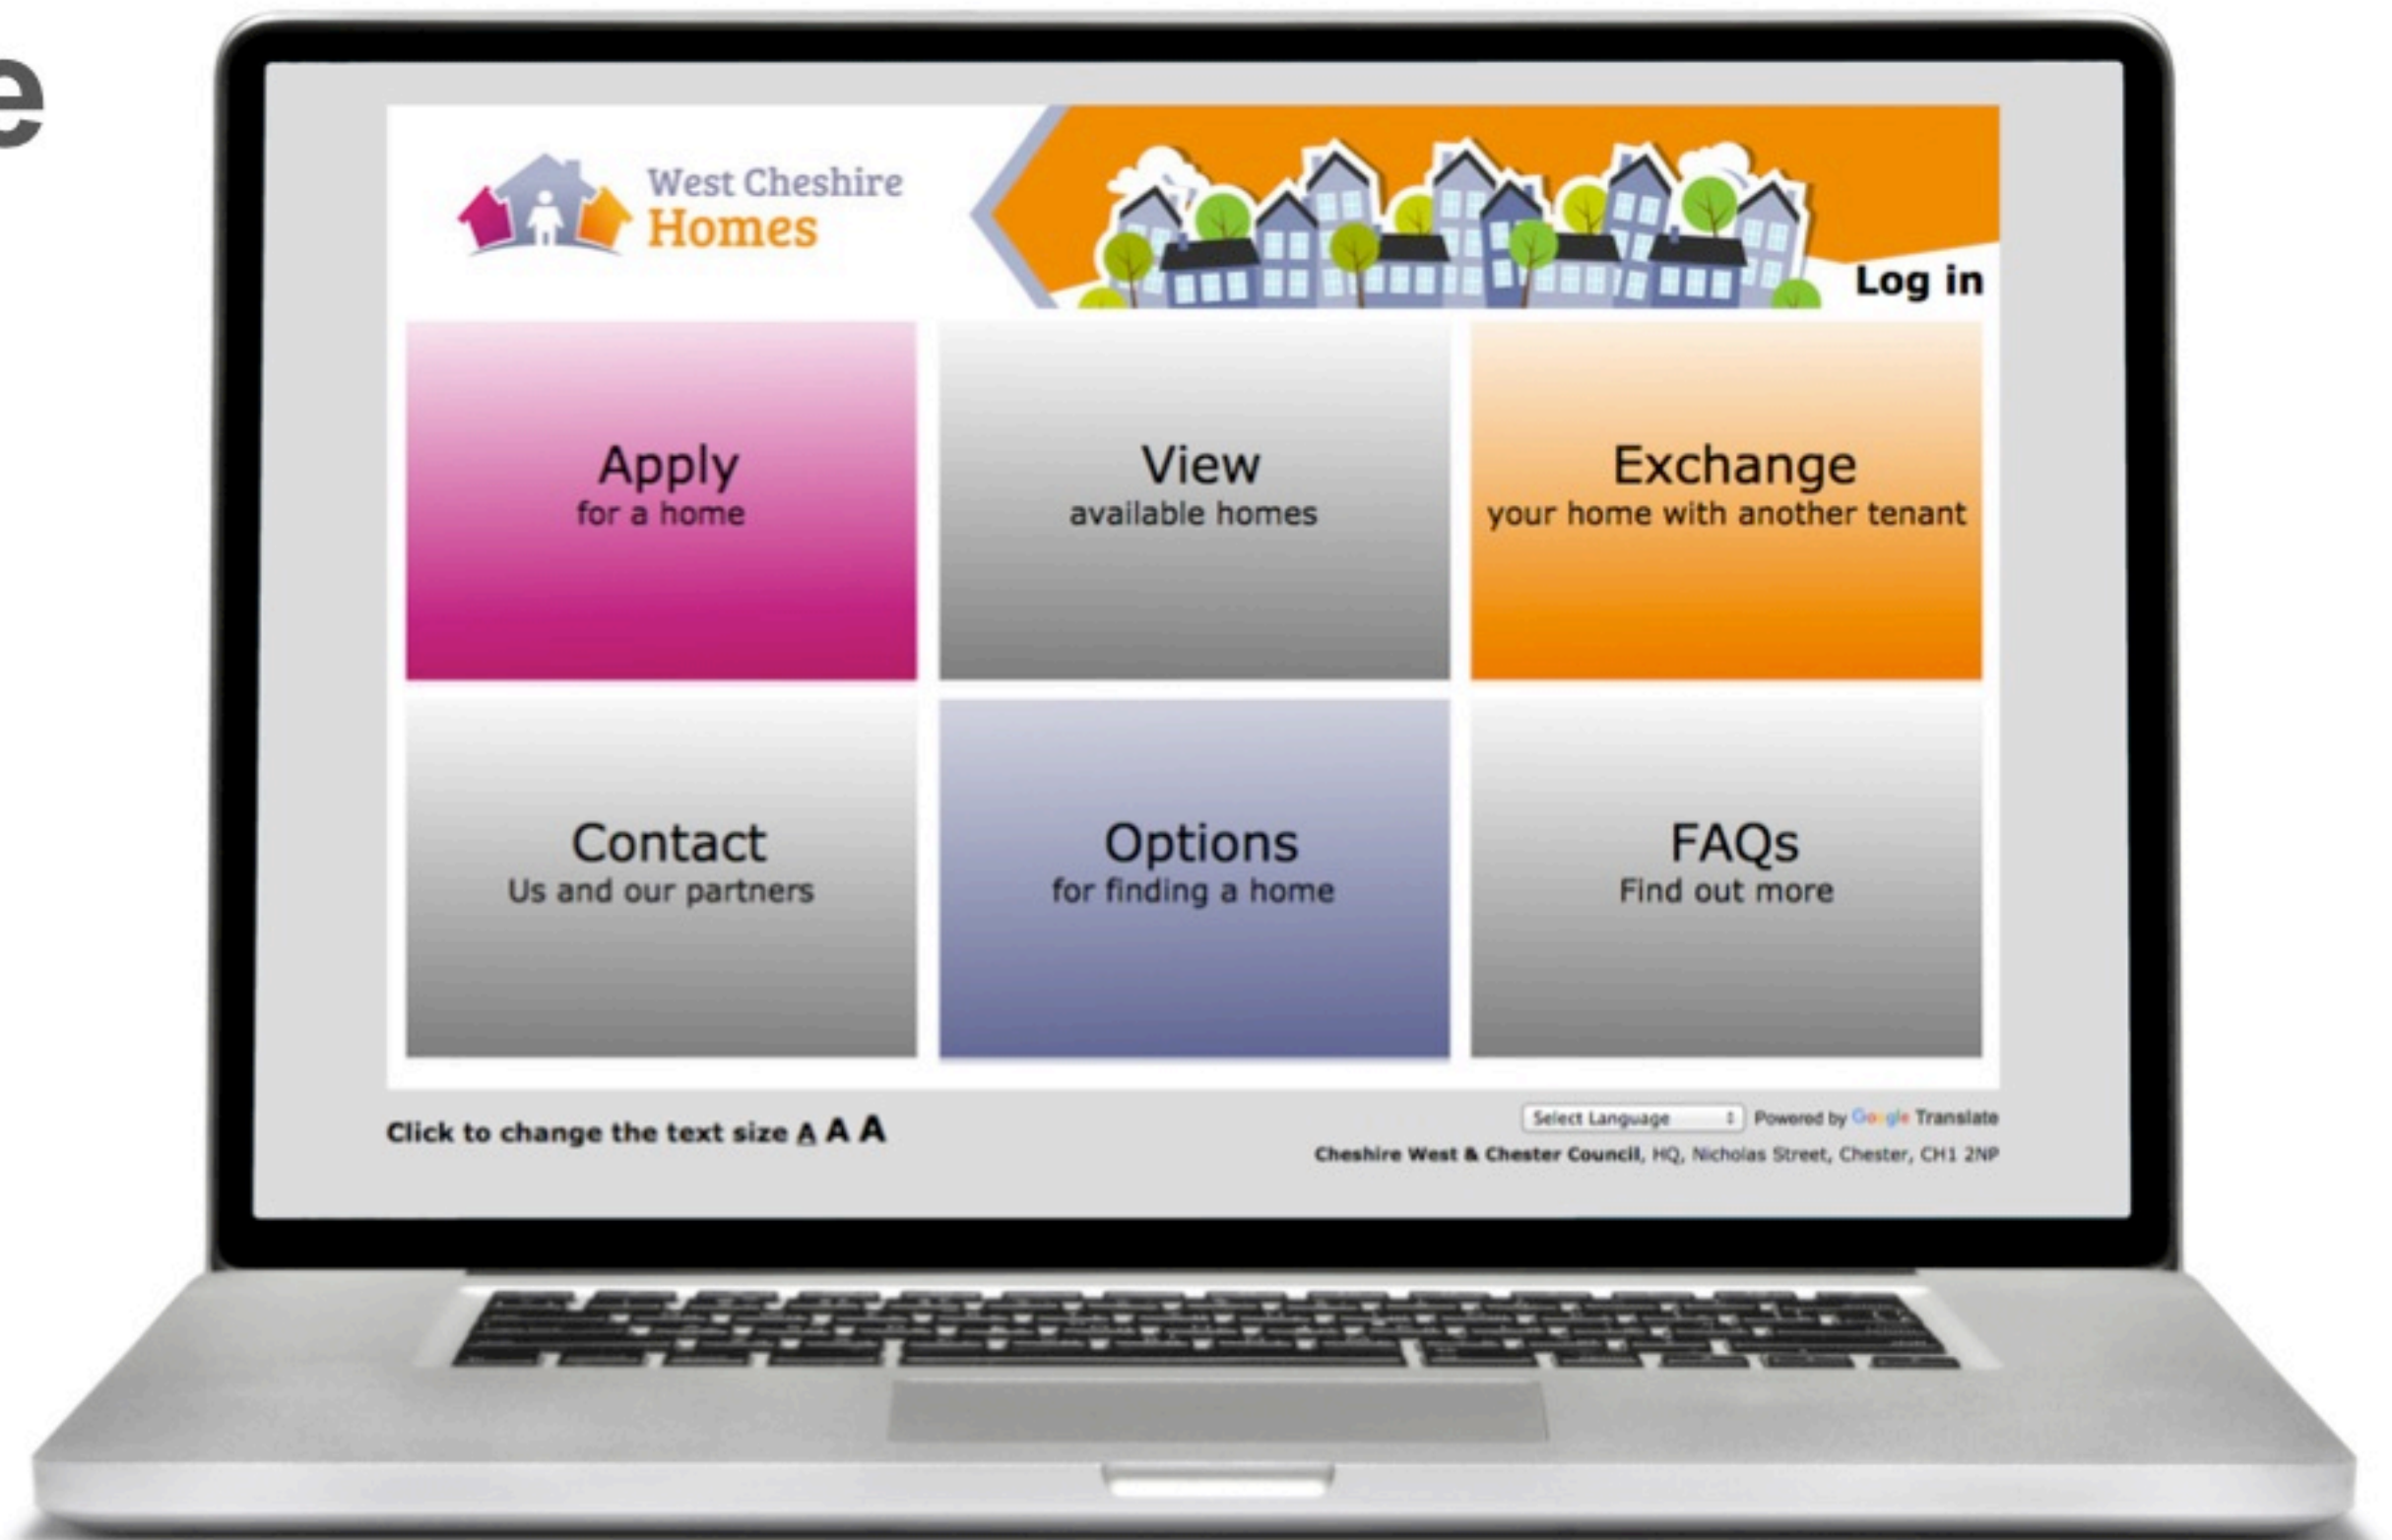 e
West Cheshire
Homes
Log in
Apply
for a home
View
available homes
Exchange
your home with another tenant
Contact
Us and our partners
Options
for finding a home
FAQs
Find out more
Click to change the text size A A A
Select Language Powered by Google Translate
Cheshire West & Chester Council, HQ, Nicholas Street, Chester, CH1 2NP